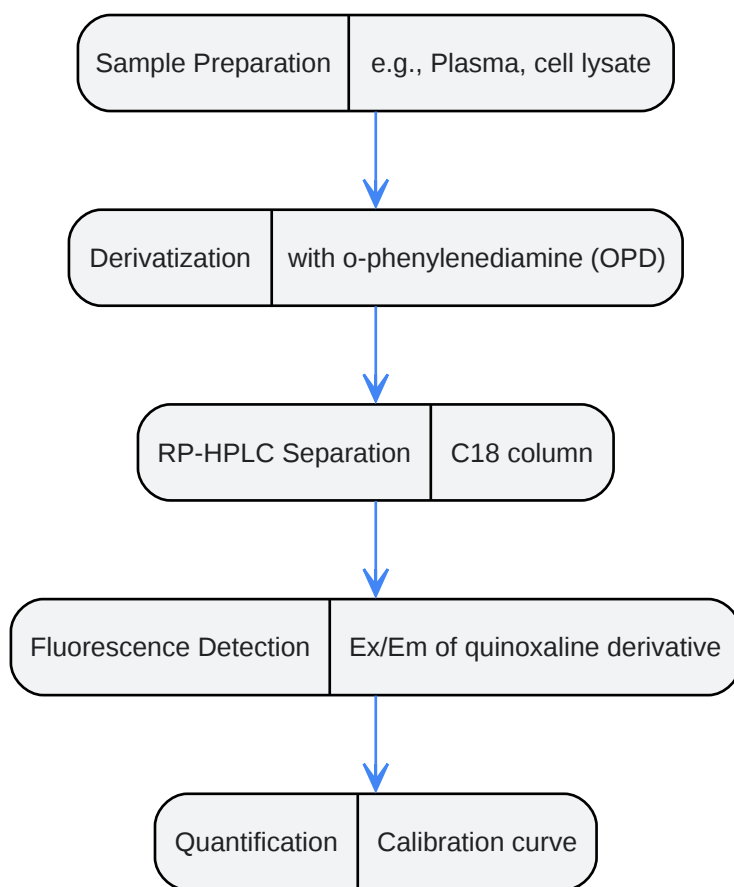 Sample Preparation e.g., Plasma, cell lysate
Derivatization with o-phenylenediamine (OPD)
RP-HPLC Separation C18 column
Fluorescence Detection Ex/Em of quinoxaline derivative
Quantification Calibration curve